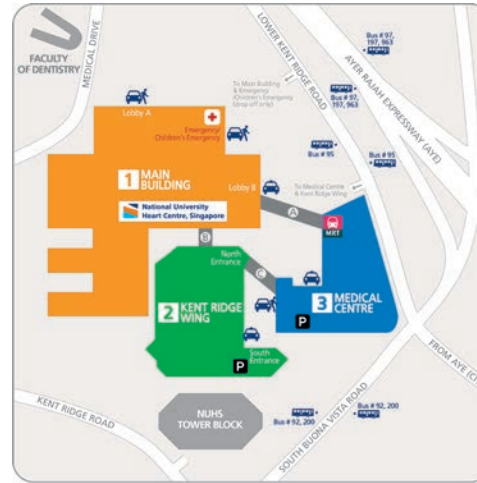 FACULTY
OF DENTISTRY
MEDICAL DRIVE
LOWER KENT RIDGE ROAD
Bus # 97,
197, 963
AYER RAJAH EXPRESSWAY (AYE)
To Main Building
& Emergency
/Children's Emergency
(drop off only)
Bus # 97,
197, 963
Lobby A
Emergency/
Children's Emergency
Bus # 95
Bus # 95
1 MAIN
BUILDING
Lobby B
To Medical Centre
& Kent Ridge Wing
National University
Heart Centre, Singapore
A
MRT
B
North
Entrance
C
2 KENT RIDGE
WING
3 MEDICAL
CENTRE
P
P
South
Entrance
KENT RIDGE ROAD
NUHS
TOWER BLOCK
Bus # 92, 200
Bus # 92, 200
SOUTH BUONA VISTA ROAD
FROM AYE (C